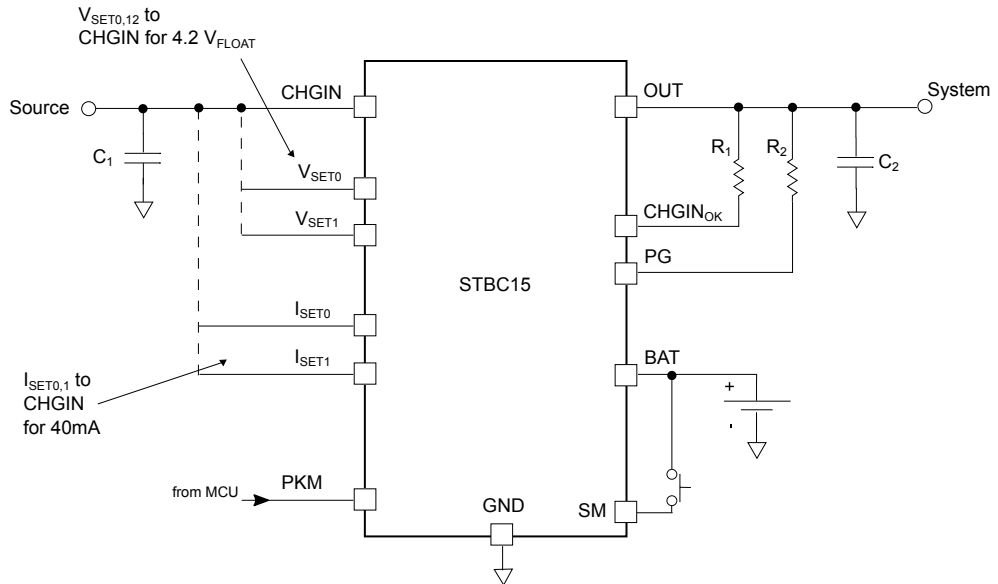 VSET0,12 to
CHGIN for 4.2 VFLOAT
Source
CHGIN
OUT
System
C1
R1
R2
C2
VSET0
VSET1
CHGINOK
PG
STBC15
ISET0
ISET1
BAT
ISET0,1 to
CHGIN
for 40mA
+
-
from MCU
PKM
GND
SM